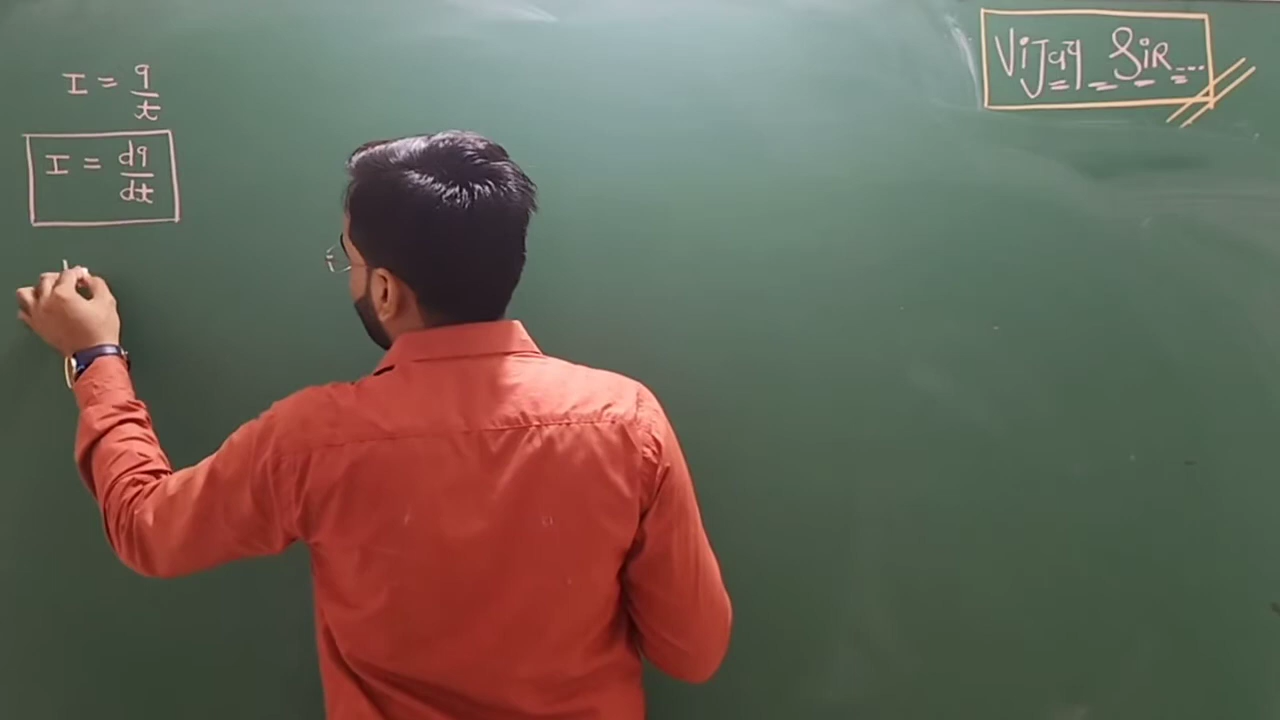 I = q/t
I = dq/dt
Vijay Sir...